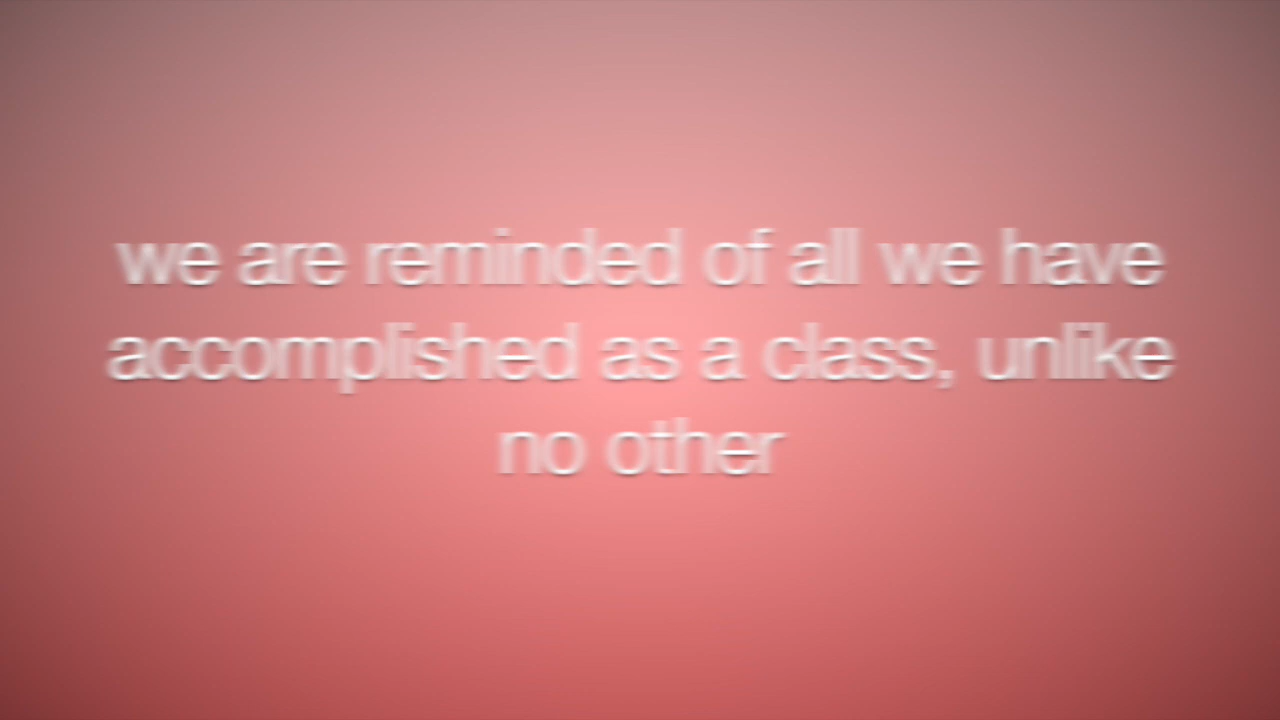 we are reminded of all we have
accomplished as a class, unlike
no other